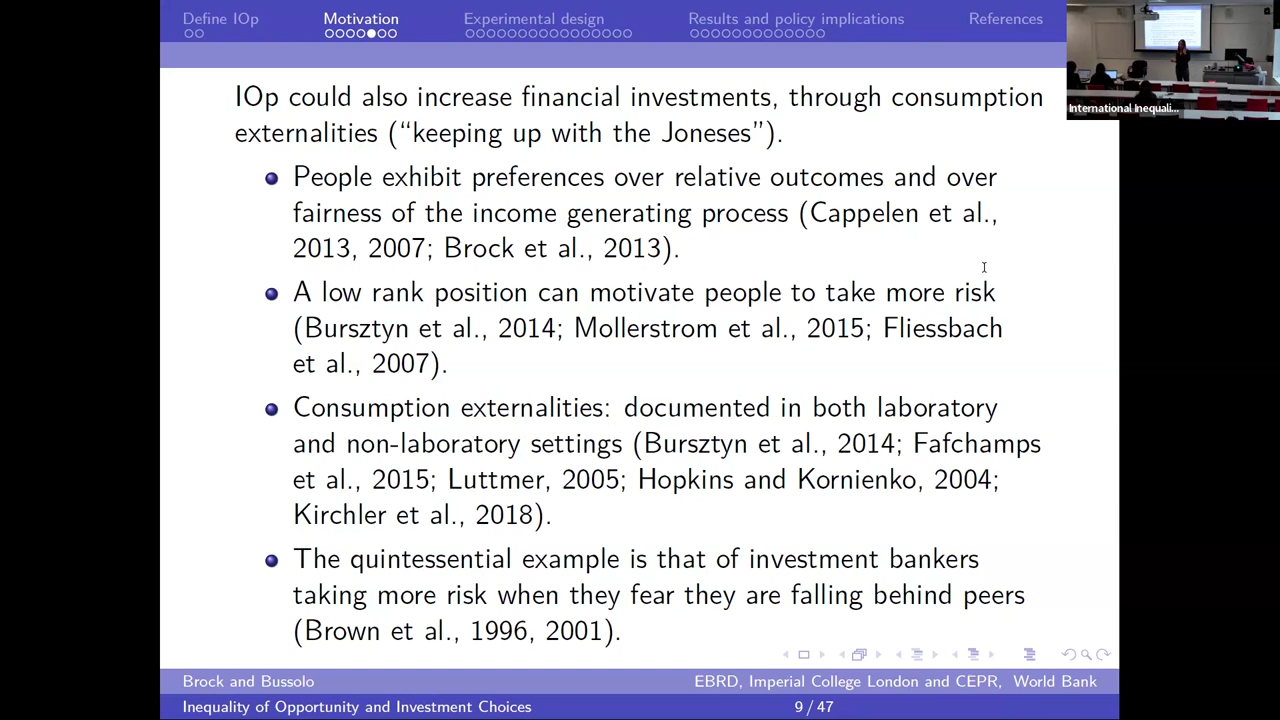 Define IOp
Motivation
Experimental design
Results and policy implications
References
International Inequali...
IOp could also increase financial investments, through consumption
externalities (“keeping up with the Joneses”).
People exhibit preferences over relative outcomes and over
fairness of the income generating process (Cappelen et al.,
2013, 2007; Brock et al., 2013).
A low rank position can motivate people to take more risk
(Bursztyn et al., 2014; Mollerstrom et al., 2015; Fliessbach
et al., 2007).
Consumption externalities: documented in both laboratory
and non-laboratory settings (Bursztyn et al., 2014; Fafchamps
et al., 2015; Luttmer, 2005; Hopkins and Kornienko, 2004;
Kirchler et al., 2018).
The quintessential example is that of investment bankers
taking more risk when they fear they are falling behind peers
(Brown et al., 1996, 2001).
Brock and Bussolo
EBRD, Imperial College London and CEPR, World Bank
Inequality of Opportunity and Investment Choices
9 / 47